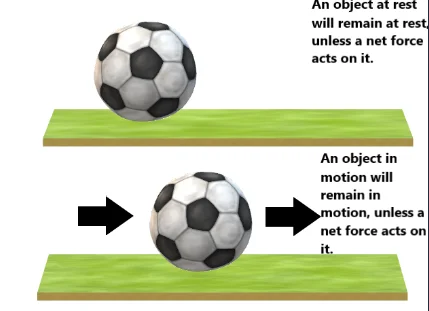 An object at rest
will remain at rest,
unless a net force
acts on it.
An object in
motion will
remain in
motion, unless a
net force acts on
it.